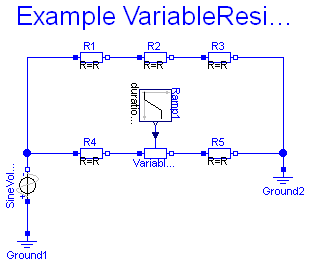 Example VariableResi...
R1 R2 R3
R=R R=R R=R
Ramp1
duratio...
R4 R5
R=R Variabl... R=R
SineVol...
Ground2
Ground1